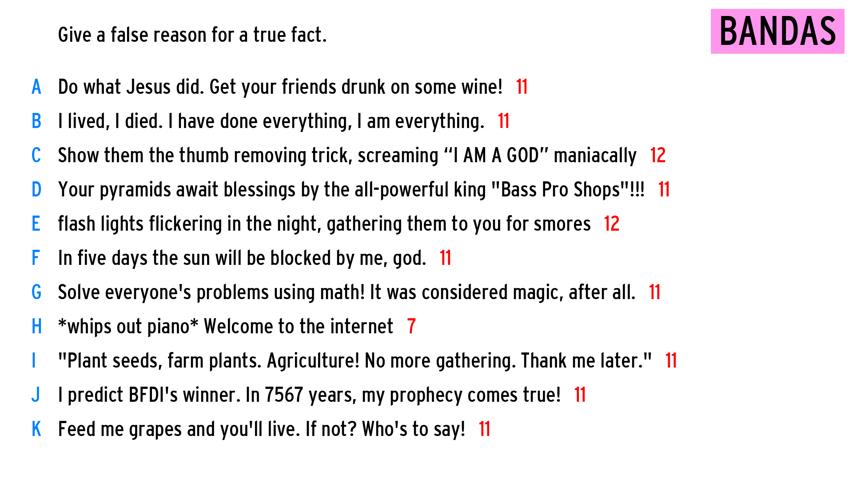 Give a false reason for a true fact.
BANDAS
A Do what Jesus did. Get your friends drunk on some wine! 11
B I lived, I died. I have done everything, I am everything. 11
C Show them the thumb removing trick, screaming “I AM A GOD” maniacally 12
D Your pyramids await blessings by the all-powerful king "Bass Pro Shops"!!! 11
E flash lights flickering in the night, gathering them to you for smores 12
F In five days the sun will be blocked by me, god. 11
G Solve everyone's problems using math! It was considered magic, after all. 11
H *whips out piano* Welcome to the internet 7
I "Plant seeds, farm plants. Agriculture! No more gathering. Thank me later." 11
J I predict BFDI's winner. In 7567 years, my prophecy comes true! 11
K Feed me grapes and you'll live. If not? Who's to say! 11